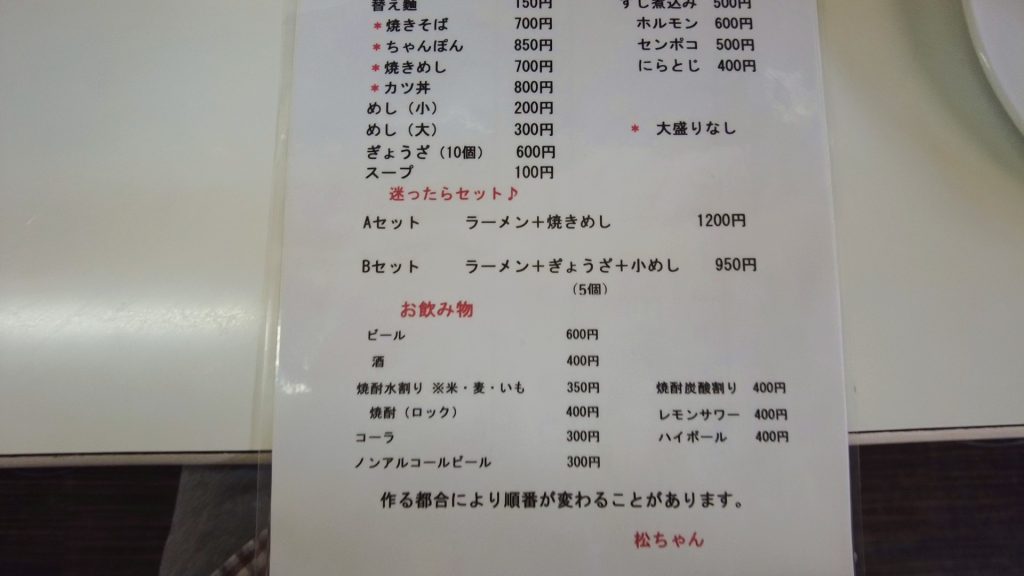 替え麺 150円 すじ煮込み 500円
*焼きそば 700円 ホルモン 600円
*ちゃんぽん 850円 センポコ 500円
*焼きめし 700円 にらとじ 400円
*カツ丼 800円
めし（小） 200円
めし（大） 300円 * 大盛りなし
ぎょうざ（10個） 600円
スープ 100円
迷ったらセット♪
Aセット ラーメン＋焼きめし 1200円
Bセット ラーメン＋ぎょうざ＋小めし 950円
（5個）
お飲み物
ビール 600円
酒 400円
焼酎水割り ※米・麦・いも 350円 焼酎炭酸割り 400円
焼酎（ロック） 400円 レモンサワー 400円
コーラ 300円 ハイボール 400円
ノンアルコールビール 300円
作る都合により順番が変わることがあります。
松ちゃん